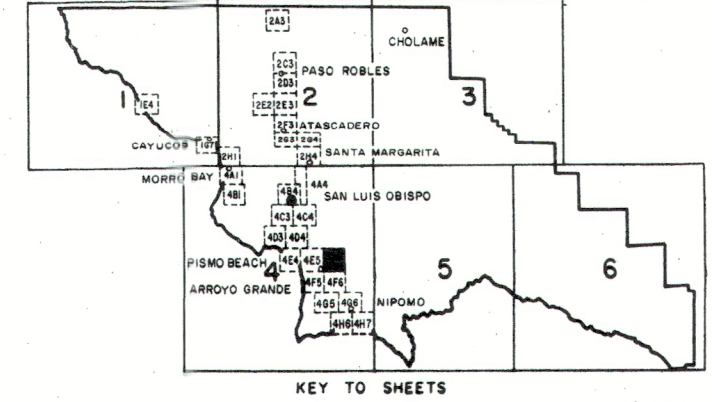 2A3
CHOLAME
2C3
PASO ROBLES
2D3
1
1E4
2E2 2E3
2
3
2F3
ATASCADERO
2G3 2G4
CAYUCOS
1G7
2H1
2H4
SANTA MARGARITA
MORRO BAY
4A1
4A4
4B1
4B4
SAN LUIS OBISPO
4C3 4C4
4D3 4D4
PISMO BEACH
4
4E4 4E5
5
6
ARROYO GRANDE
4F5 4F6
4G5 4G6
NIPOMO
4H6 4H7
KEY TO SHEETS